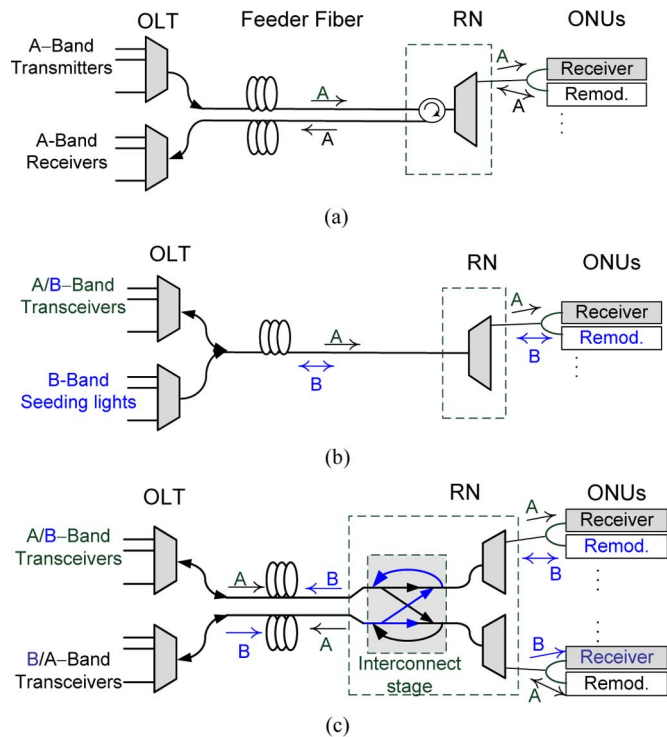 OLT Feeder Fiber RN ONUs
A–Band
Transmitters
A
A
Receiver
Remod.
A
A-Band
Receivers
A
(a)
OLT RN ONUs
A/B–Band
Transceivers
A
A
Receiver
Remod.
B
B
B-Band
Seeding lights
(b)
OLT RN ONUs
A/B–Band
Transceivers
A
B
A
Receiver
Remod.
B
B/A–Band
Transceivers
B
A
Interconnect
stage
B
Receiver
Remod.
A
(c)